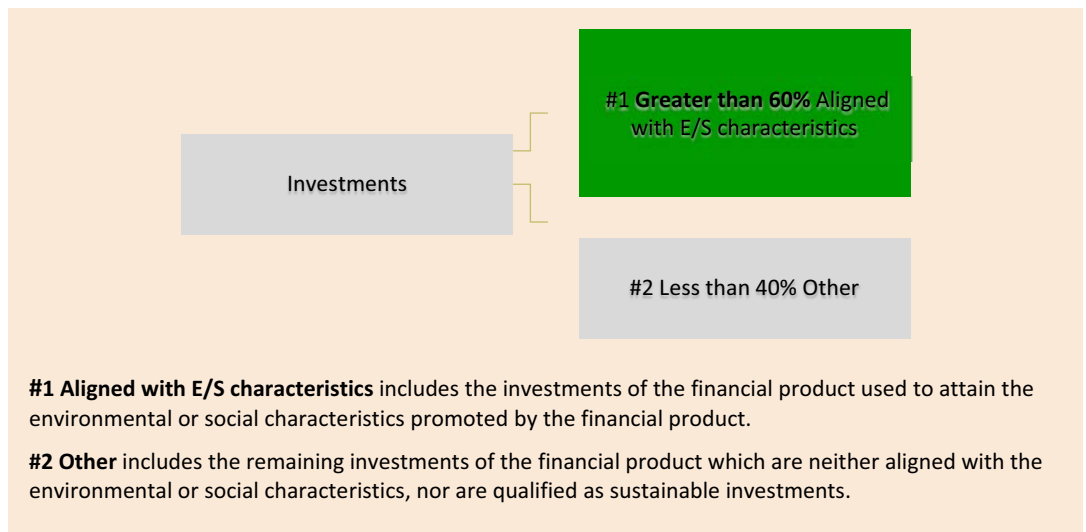 #1 Greater than 60% Aligned
with E/S characteristics
Investments
#2 Less than 40% Other
#1 Aligned with E/S characteristics includes the investments of the financial product used to attain the
environmental or social characteristics promoted by the financial product.
#2 Other includes the remaining investments of the financial product which are neither aligned with the
environmental or social characteristics, nor are qualified as sustainable investments.